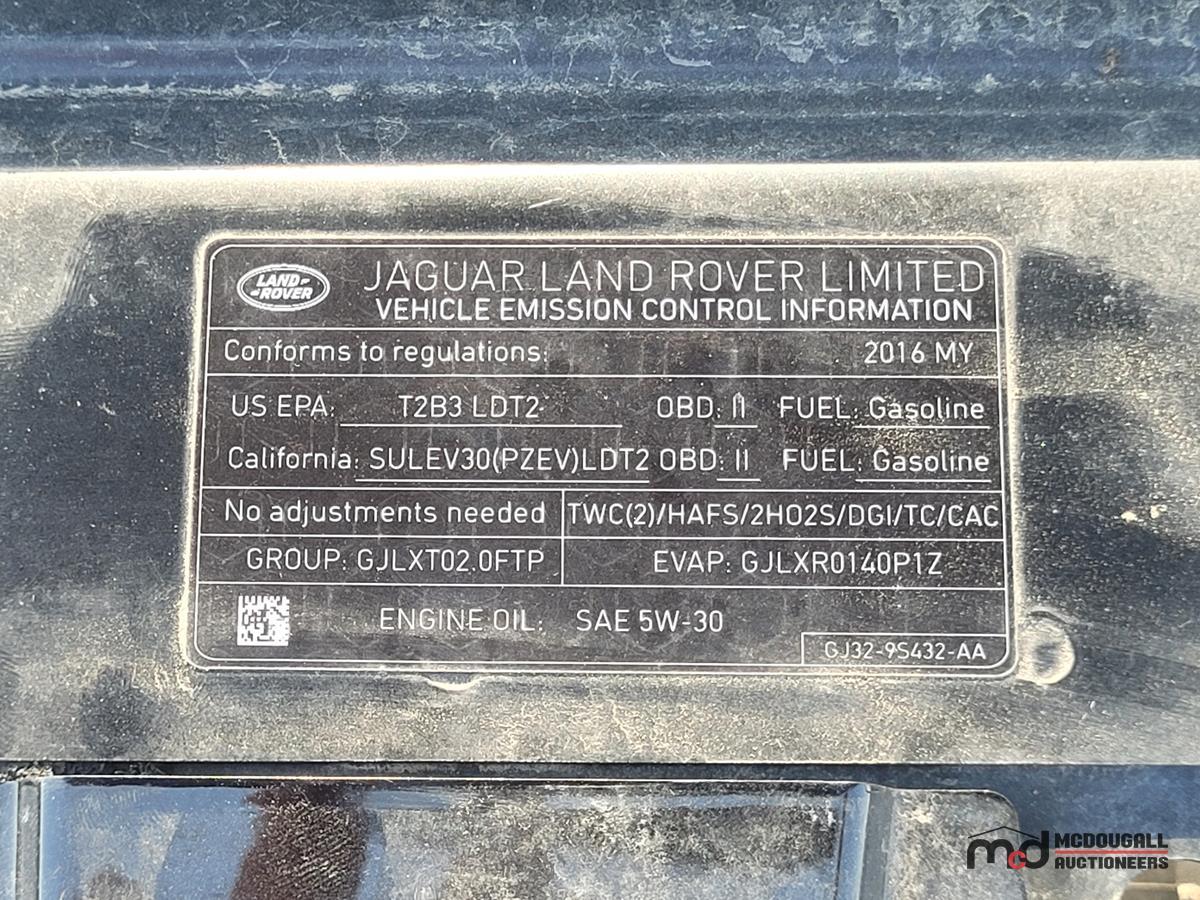 LAND ROVER
JAGUAR LAND ROVER LIMITED
VEHICLE EMISSION CONTROL INFORMATION
Conforms to regulations: 2016 MY
US EPA: T2B3 LDT2 OBD: II FUEL: Gasoline
California: SULEV30(PZEV)LDT2 OBD: II FUEL: Gasoline
No adjustments needed TWC(2)/HAFS/2HO2S/DGI/TC/CAC
GROUP: GJLXT02.0FTP EVAP: GJLXR0140P1Z
ENGINE OIL: SAE 5W-30
GJ32-9S432-AA
mcd MCDOUGALL
AUCTIONEERS